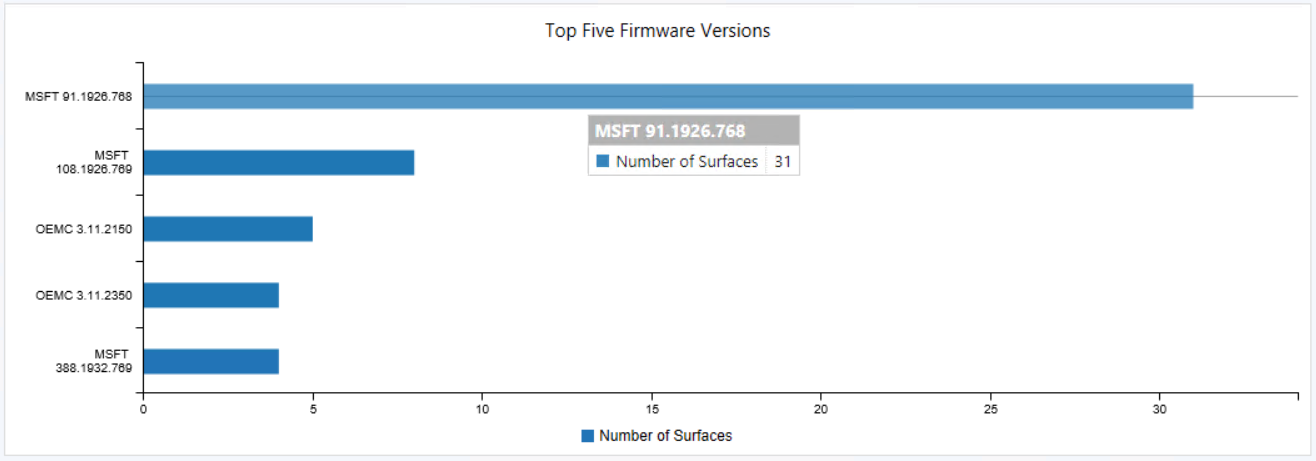 Top Five Firmware Versions
MSFT 91.1926.768
MSFT 91.1926.768
Number of Surfaces 31
MSFT
108.1926.769
OEMC 3.11.2150
OEMC 3.11.2350
MSFT
388.1932.769
0 5 10 15 20 25 30
Number of Surfaces